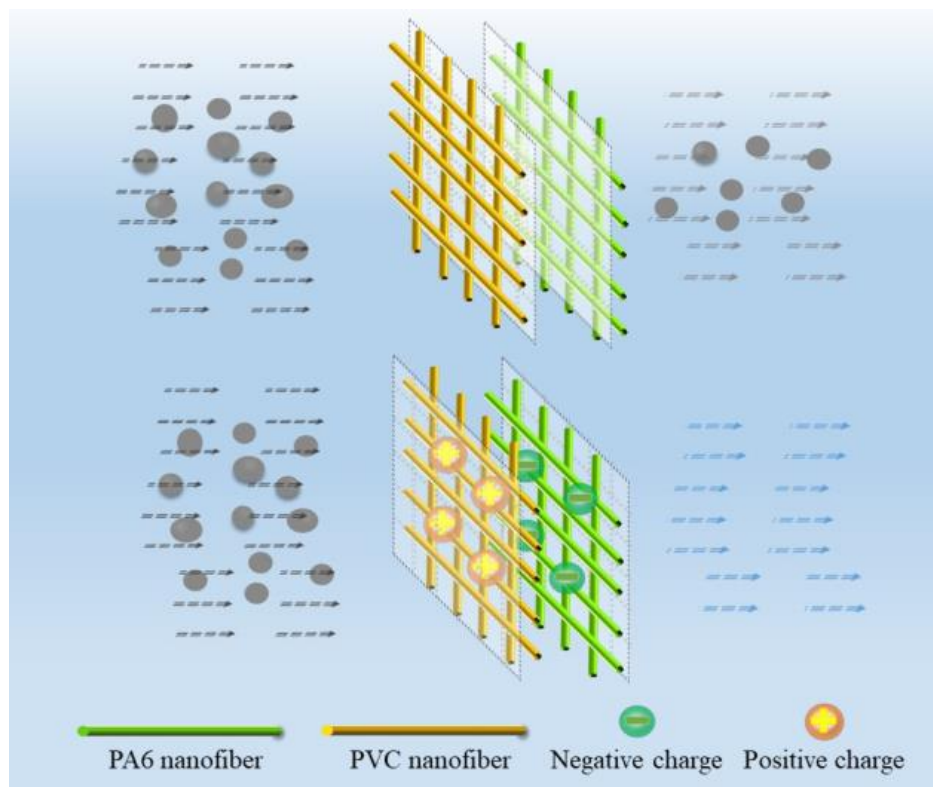 PA6 nanofiber
PVC nanofiber
Negative charge
Positive charge